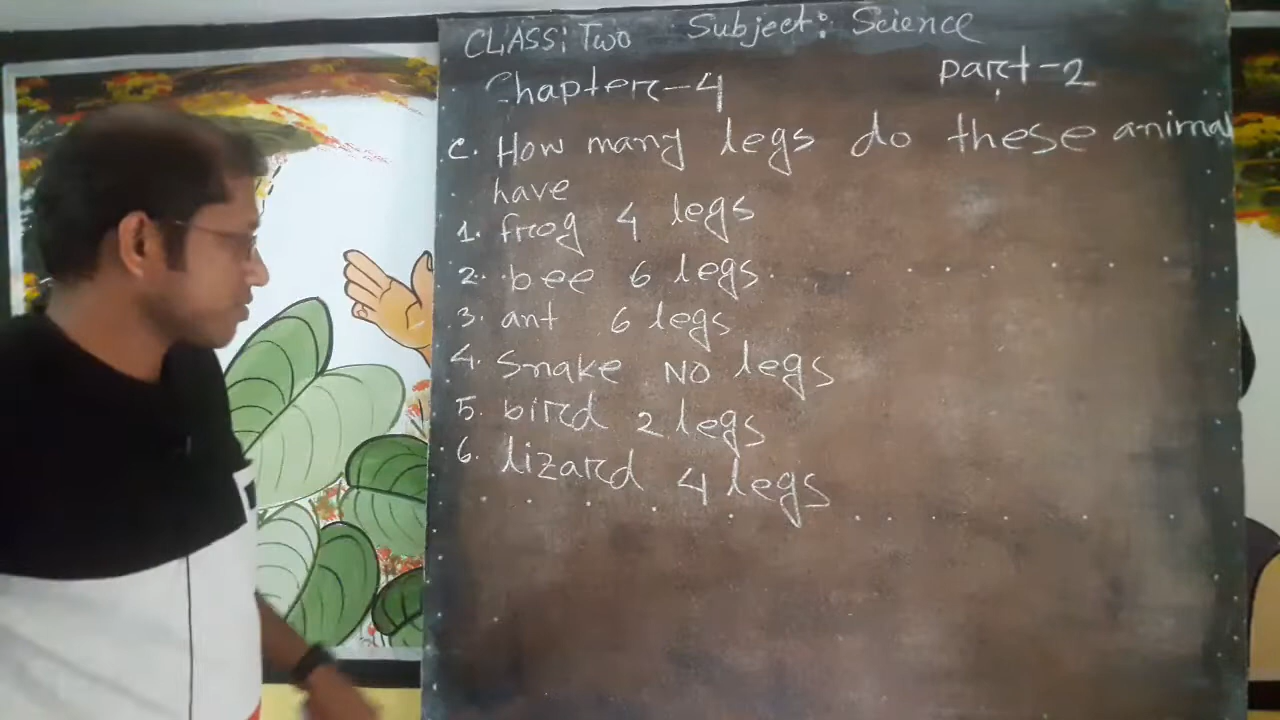 CLASS: Two Subject: Science
Chapter-4 part-2
c. How many legs do these animal
have
1. frog 4 legs
2. bee 6 legs.
3. ant 6 legs
4. Snake NO legs
5. bird 2 legs
6. lizard 4 legs